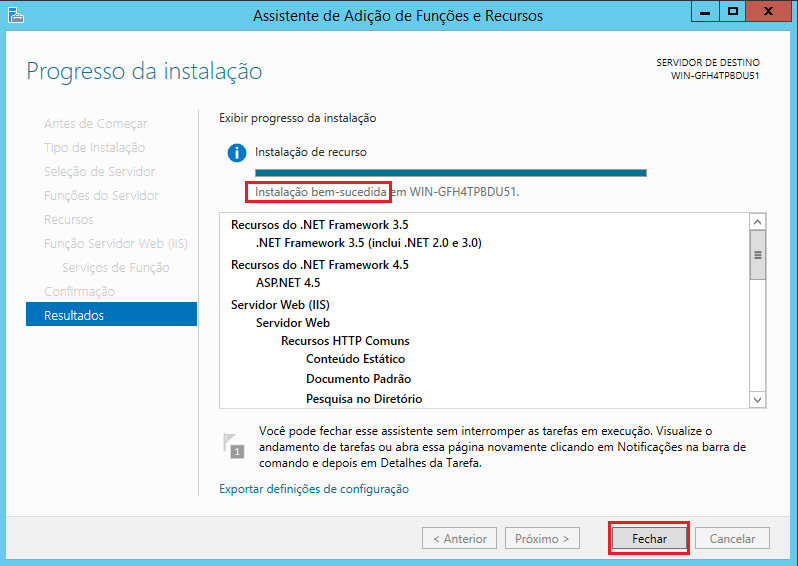 Assistente de Adição de Funções e Recursos
Progresso da instalação
SERVIDOR DE DESTINO
WIN-GFH4TPBDU51
Antes de Começar
Tipo de Instalação
Seleção de Servidor
Funções do Servidor
Recursos
Função Servidor Web (IIS)
Serviços de Função
Confirmação
Resultados
Exibir progresso da instalação
Instalação de recurso
Instalação bem-sucedida em WIN-GFH4TPBDU51.
Recursos do .NET Framework 3.5
.NET Framework 3.5 (inclui .NET 2.0 e 3.0)
Recursos do .NET Framework 4.5
ASP.NET 4.5
Servidor Web (IIS)
Servidor Web
Recursos HTTP Comuns
Conteúdo Estático
Documento Padrão
Pesquisa no Diretório
1
Você pode fechar esse assistente sem interromper as tarefas em execução. Visualize o
andamento de tarefas ou abra essa página novamente clicando em Notificações na barra de
comando e depois em Detalhes da Tarefa.
Exportar definições de configuração
< Anterior
Próximo >
Fechar
Cancelar